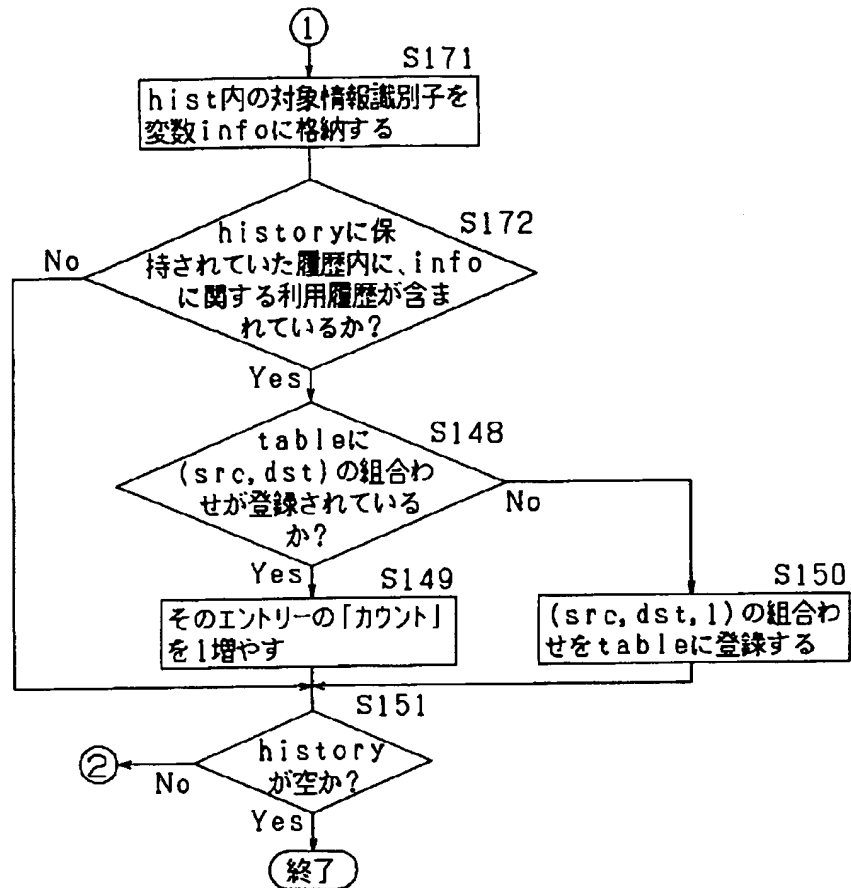 ①
S171
hist内の対象情報識別子を
変数infoに格納する
S172
historyに保
持されていた履歴内に、info
に関する利用履歴が含ま
れているか?
No
Yes
S148
tableに
(src,dst)の組合わ
せが登録されている
か?
No
Yes
S149
そのエントリーの「カウント」
を1増やす
S150
(src,dst,1)の組合わ
せをtableに登録する
S151
history
が空か?
②
No
Yes
終了